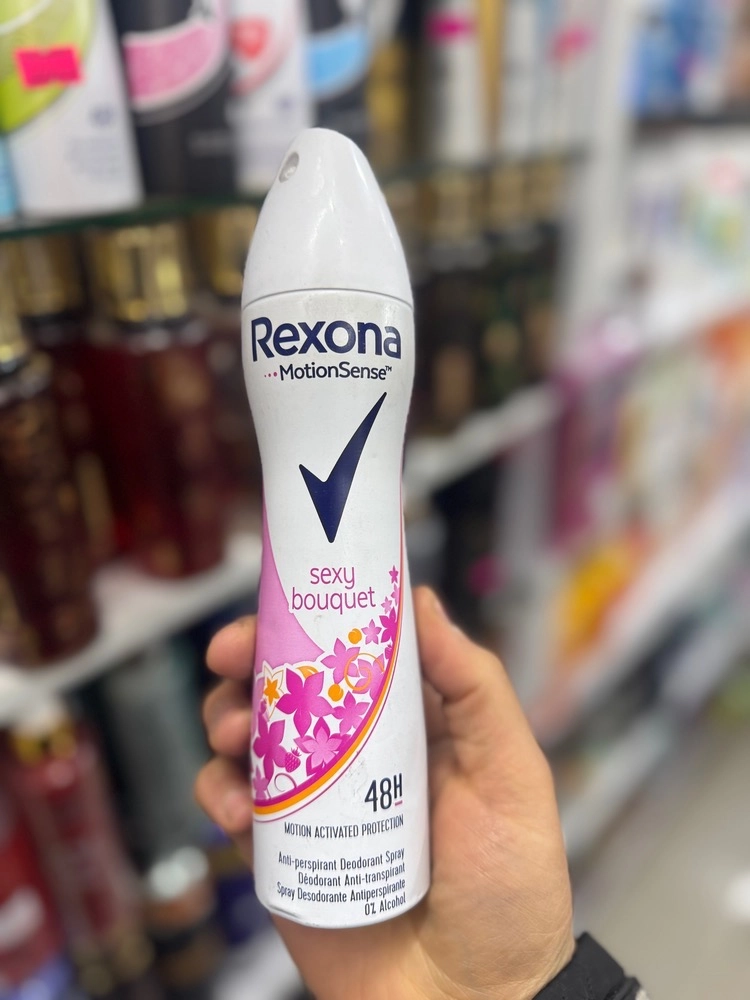 Rexona
MotionSense™
sexy
bouquet
48H
MOTION ACTIVATED PROTECTION
Anti-perspirant Deodorant Spray
Déodorant Anti-transpirant
Spray Desodorante Antiperspirante
0% Alcohol